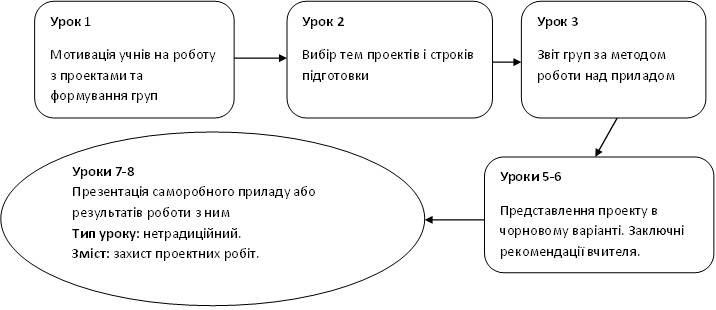 Урок 1
Мотивація учнів на роботу
з проектами та
формування груп
Урок 2
Вибір тем проектів і строків
підготовки
Урок 3
Звіт груп за методом
роботи над приладом
Уроки 5-6
Представлення проекту в
чорновому варіанті. Заключні
рекомендації вчителя.
Уроки 7-8
Презентація саморобного приладу або
результатів роботи з ним
Тип уроку: нетрадиційний.
Зміст: захист проектних робіт.